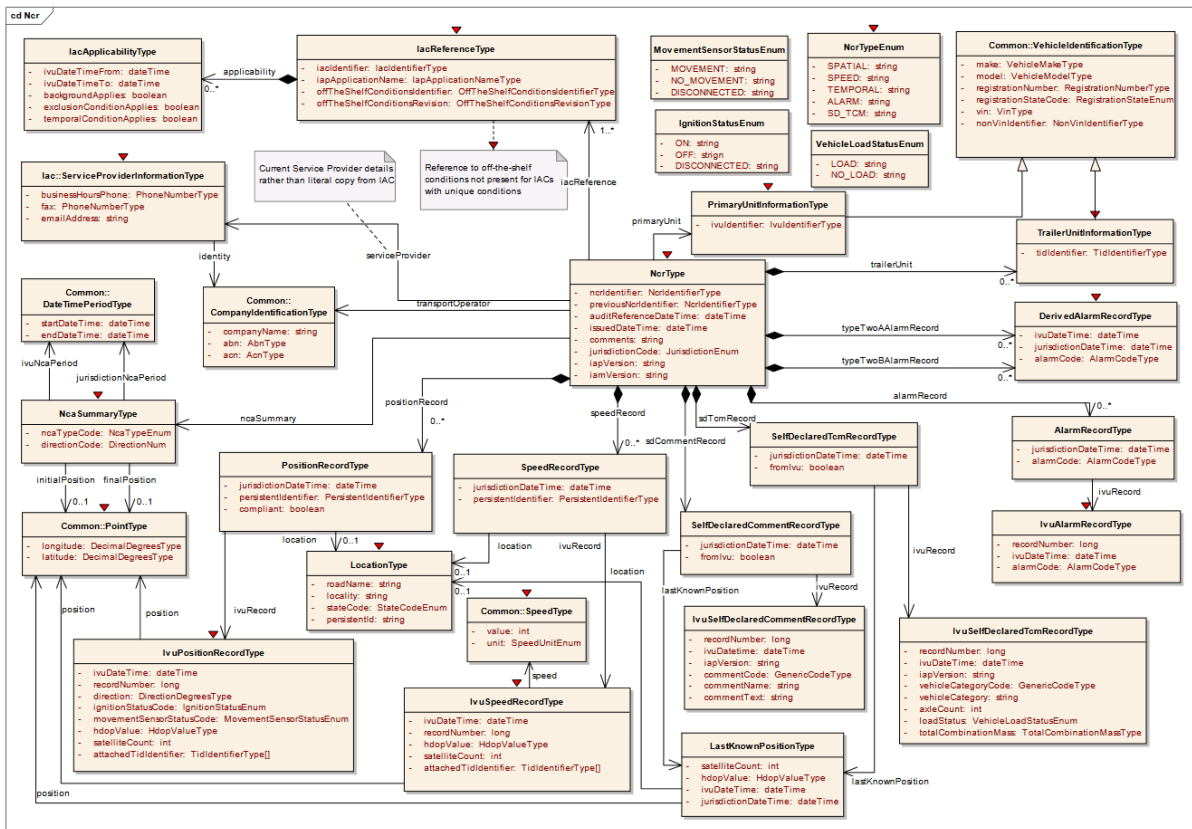 cd Ncr
IacApplicabilityType
- ivuDateTimeFrom: dateTime
- ivuDateTimeTo: dateTime
- backgroundApplies: boolean
- exclusionConditionApplies: boolean
- temporalConditionApplies: boolean
applicability
0..*
IacReferenceType
- iacIdentifier: IacIdentifierType
- iapApplicationName: IapApplicationNameType
- offTheShelfConditionsIdentifier: OffTheShelfConditionsIdentifierType
- offTheShelfConditionsRevision: OffTheShelfConditionsRevisionType
1..*
iacReference
MovementSensorStatusEnum
- MOVEMENT: string
- NO_MOVEMENT: string
- DISCONNECTED: string
NcrTypeEnum
- SPATIAL: string
- SPEED: string
- TEMPORAL: string
- ALARM: string
- SD_TCM: string
Common::VehicleIdentificationType
- make: VehicleMakeType
- model: VehicleModelType
- registrationNumber: RegistrationNumberType
- registrationStateCode: RegistrationStateEnum
- vin: VinType
- nonVinIdentifier: NonVinIdentifierType
IgnitionStatusEnum
- ON: string
- OFF: strign
- DISCONNECTED: string
VehicleLoadStatusEnum
- LOAD: string
- NO_LOAD: string
Current Service Provider details
rather than literal copy from IAC
Reference to off-the-shelf
conditions not present for IACs
with unique conditions
Iac::ServiceProviderInformationType
- businessHoursPhone: PhoneNumberType
- fax: PhoneNumberType
- emailAddress: string
identity
serviceProvider
primaryUnit
PrimaryUnitInformationType
- ivuIdentifier: IvuIdentifierType
TrailerUnitInformationType
- tidIdentifier: TidIdentifierType
trailerUnit
0..*
Common::
DateTimePeriodType
- startDateTime: dateTime
- endDateTime: dateTime
ivuNcaPeriod
jurisdictionNcaPeriod
Common::
CompanyIdentificationType
- companyName: string
- abn: AbnType
- acn: AcnType
transportOperator
NcrType
- ncrIdentifier: NcrIdentifierType
- previousNcrIdentifier: NcrIdentifierType
- auditReferenceDateTime: dateTime
- issuedDateTime: dateTime
- comments: string
- jurisdictionCode: JurisdictionEnum
- iapVersion: string
- iamVersion: string
DerivedAlarmRecordType
- ivuDateTime: dateTime
- jurisdictionDateTime: dateTime
- alarmCode: AlarmCodeType
typeTwoAAlarmRecord
0..*
typeTwoBAlarmRecord
0..*
NcaSummaryType
- ncaTypeCode: NcaTypeEnum
- directionCode: DirectionNum
ncaSummary
initialPosition
0..1
finalPosition
0..1
positionRecord
0..*
speedRecord
0..*
sdCommentRecord
sdTcmRecord
alarmRecord
0..*
Common::PointType
- longitude: DecimalDegreesType
- latitude: DecimalDegreesType
PositionRecordType
- jurisdictionDateTime: dateTime
- persistentIdentifier: PersistentIdentifierType
- compliant: boolean
SpeedRecordType
- jurisdictionDateTime: dateTime
- persistentIdentifier: PersistentIdentifierType
SelfDeclaredTcmRecordType
- jurisdictionDateTime: dateTime
- fromIvu: boolean
AlarmRecordType
- jurisdictionDateTime: dateTime
- alarmCode: AlarmCodeType
ivuRecord
IvuAlarmRecordType
- recordNumber: long
- ivuDateTime: dateTime
- alarmCode: AlarmCodeType
location
0..1
location
0..1
ivuRecord
location
0..1
LocationType
- roadName: string
- locality: string
- stateCode: StateCodeEnum
- persistentId: string
SelfDeclaredCommentRecordType
- jurisdictionDateTime: dateTime
- fromIvu: boolean
lastKnownPosition
ivuRecord
ivuRecord
position
position
ivuRecord
Common::SpeedType
- value: int
- unit: SpeedUnitEnum
speed
IvuSelfDeclaredCommentRecordType
- recordNumber: long
- ivuDatetime: dateTime
- iapVersion: string
- commentCode: GenericCodeType
- commentName: string
- commentText: string
IvuSelfDeclaredTcmRecordType
- recordNumber: long
- ivuDateTime: dateTime
- iapVersion: string
- vehicleCategoryCode: GenericCodeType
- vehicleCategory: string
- axleCount: int
- loadStatus: VehicleLoadStatusEnum
- totalCombinationMass: TotalCombinationMassType
IvuPositionRecordType
- ivuDateTime: dateTime
- recordNumber: long
- direction: DirectionDegreesType
- ignitionStatusCode: IgnitionStatusEnum
- movementSensorStatusCode: MovementSensorStatusEnum
- hdopValue: HdopValueType
- satelliteCount: int
- attachedTidIdentifier: TidIdentifierType[]
IvuSpeedRecordType
- ivuDateTime: dateTime
- recordNumber: long
- hdopValue: HdopValueType
- satelliteCount: int
- attachedTidIdentifier: TidIdentifierType[]
LastKnownPositionType
- satelliteCount: int
- hdopValue: HdopValueType
- ivuDateTime: dateTime
- jurisdictionDateTime: dateTime
lastKnownPosition
position